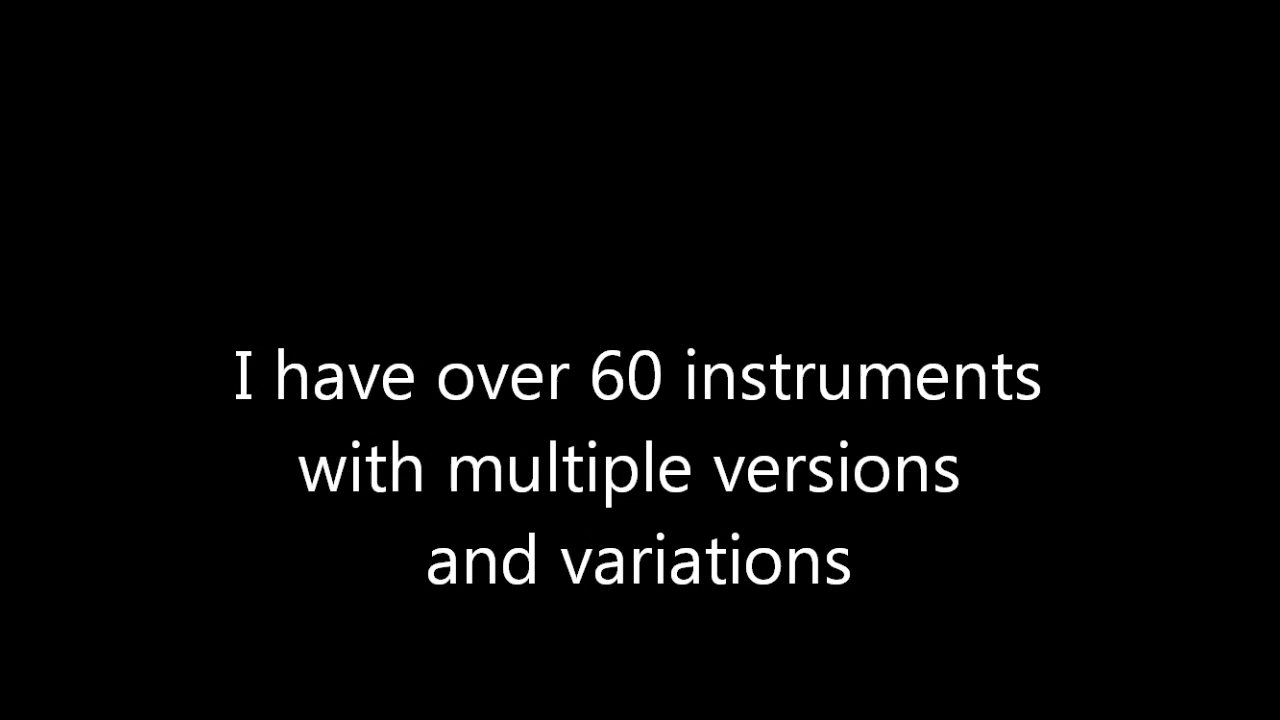 I have over 60 instruments
with multiple versions
and variations